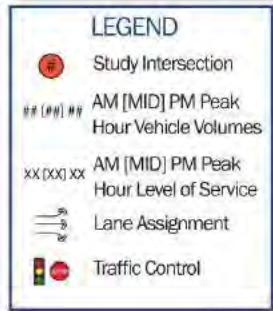 LEGEND
# Study Intersection
## [##] ## AM [MID] PM Peak
Hour Vehicle Volumes
XX [XX] XX AM [MID] PM Peak
Hour Level of Service
Lane Assignment
Traffic Control